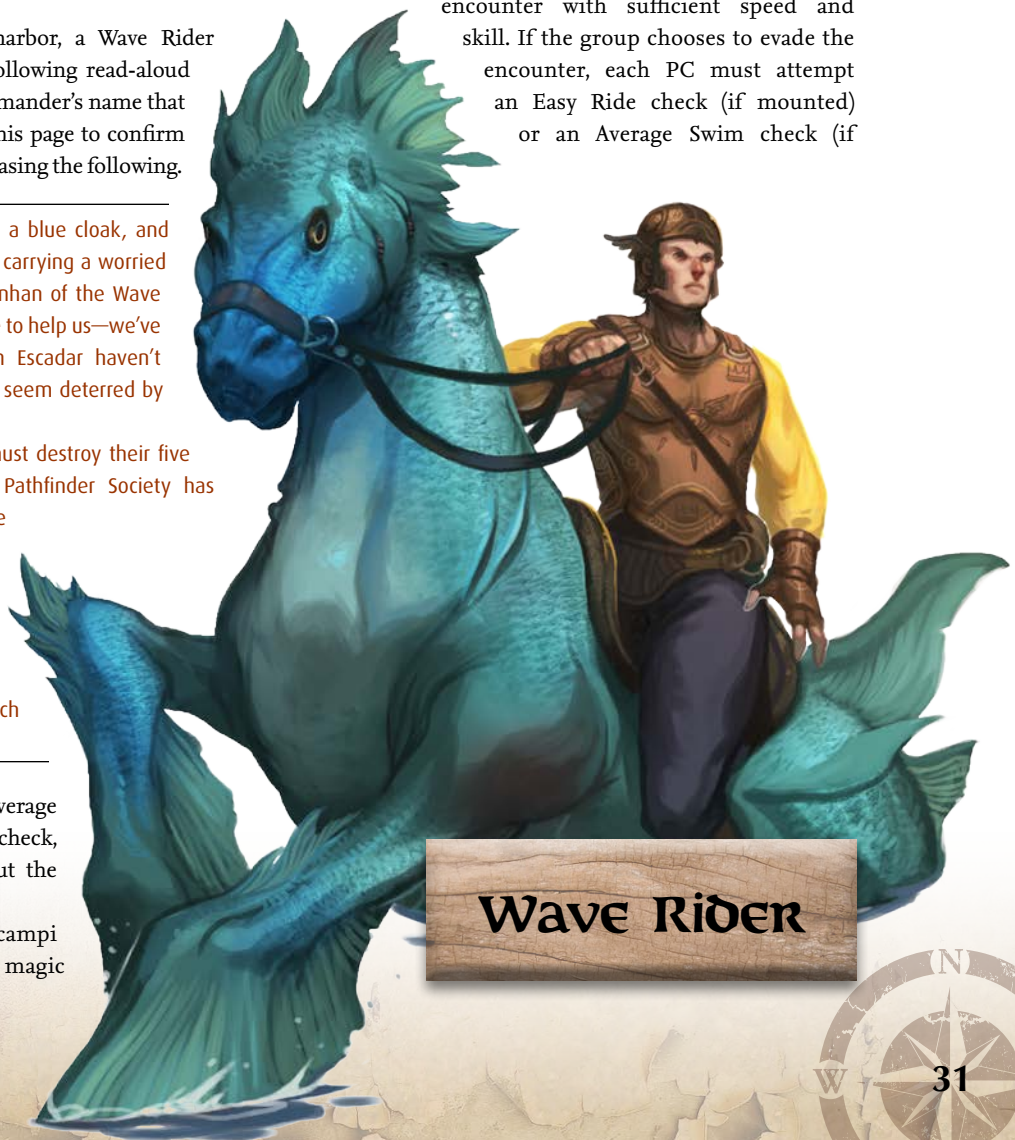 harbor, a Wave Rider
ollowing read-aloud
mander's name that
his page to confirm
asing the following.
a blue cloak, and
carrying a worried
nhan of the Wave
to help us—we've
n Escadar haven't
seem deterred by
ust destroy their five
Pathfinder Society has
e
ch
verage
check,
ut the
campi
magic
encounter with sufficient speed and
skill. If the group chooses to evade the
encounter, each PC must attempt
an Easy Ride check (if mounted)
or an Average Swim check (if
Wave Rider
N
W
31